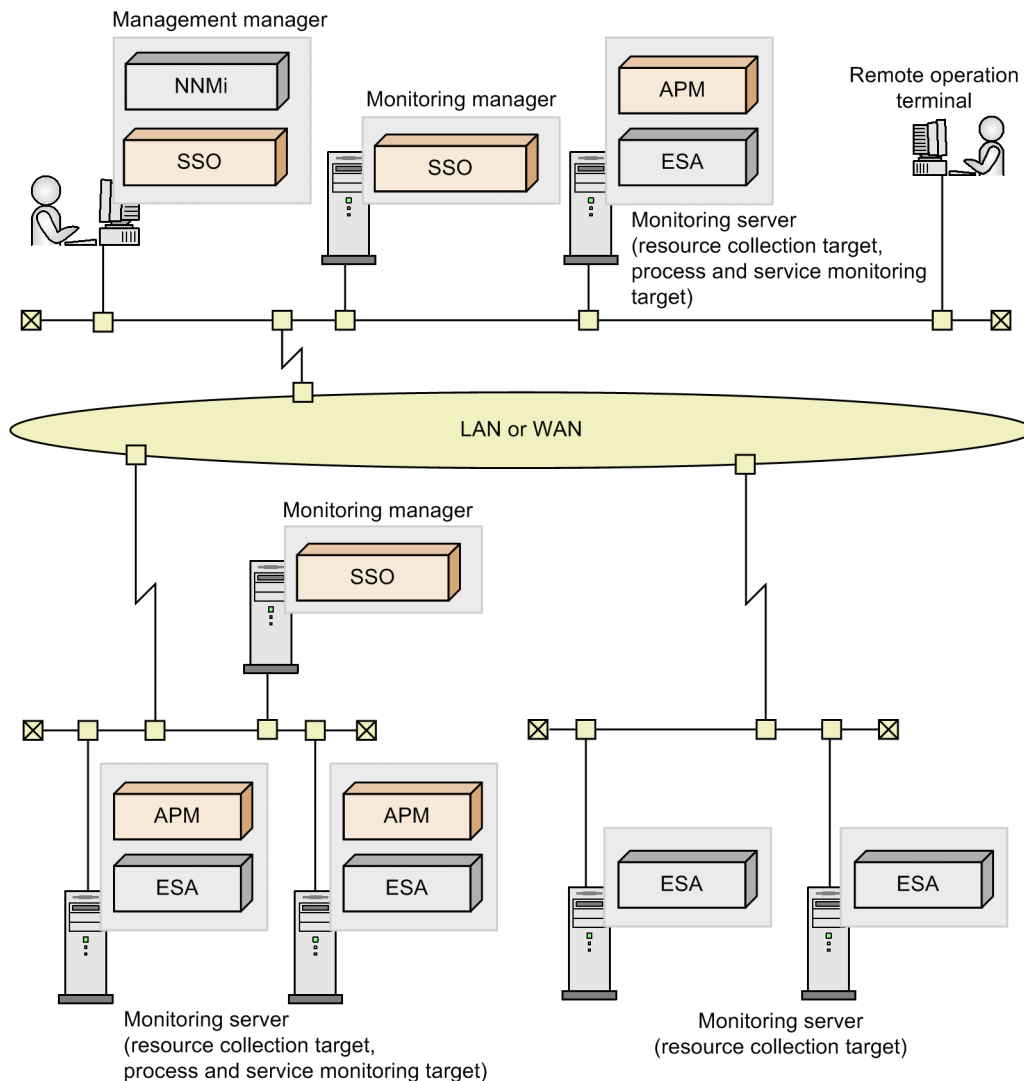 Management manager
NNMi
SSO
Monitoring manager
SSO
APM
ESA
Monitoring server
(resource collection target,
process and service monitoring
target)
Remote operation
terminal
LAN or WAN
Monitoring manager
SSO
APM
ESA
APM
ESA
Monitoring server
(resource collection target,
process and service monitoring target)
ESA
ESA
Monitoring server
(resource collection target)